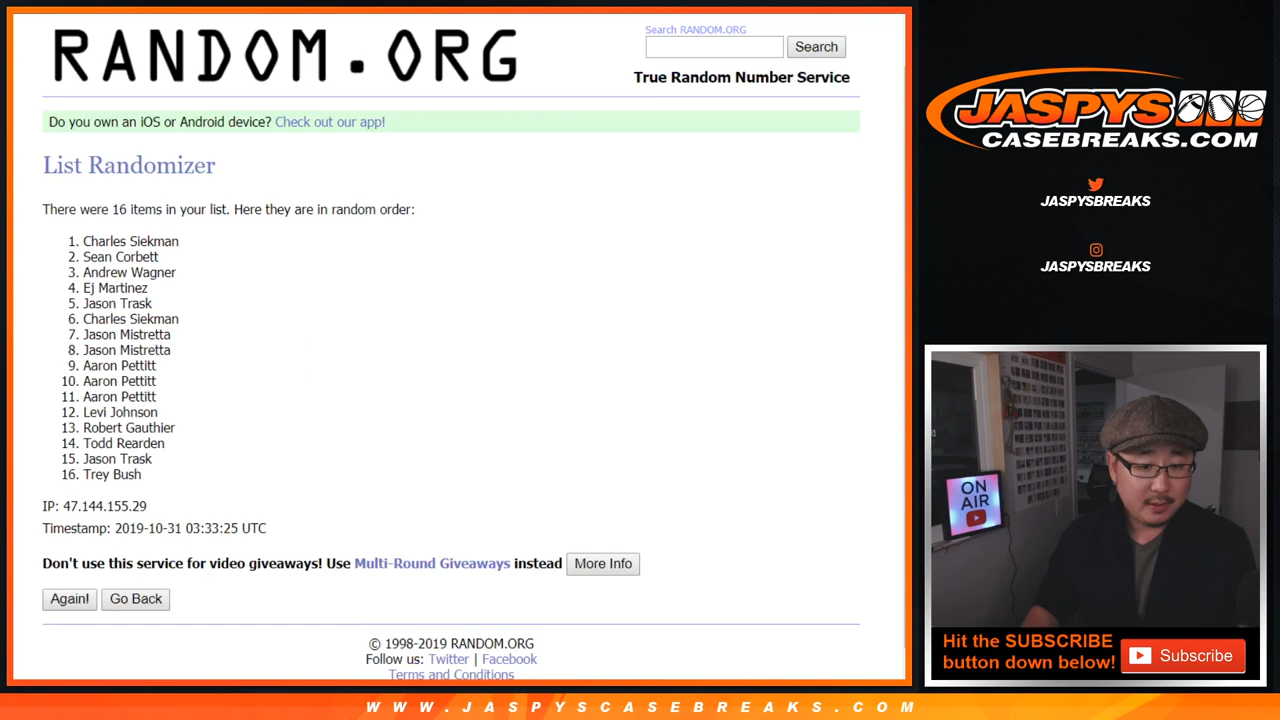 RANDOM.ORG
Search RANDOM.ORG
Search
True Random Number Service
Do you own an iOS or Android device? Check out our app!
List Randomizer
There were 16 items in your list. Here they are in random order:
1. Charles Siekman
2. Sean Corbett
3. Andrew Wagner
4. Ej Martinez
5. Jason Trask
6. Charles Siekman
7. Jason Mistretta
8. Jason Mistretta
9. Aaron Pettitt
10. Aaron Pettitt
11. Aaron Pettitt
12. Levi Johnson
13. Robert Gauthier
14. Todd Rearden
15. Jason Trask
16. Trey Bush
IP: 47.144.155.29
Timestamp: 2019-10-31 03:33:25 UTC
Don't use this service for video giveaways! Use Multi-Round Giveaways instead More Info
Again! Go Back
© 1998-2019 RANDOM.ORG
Follow us: Twitter | Facebook
Terms and Conditions
JASPYS
CASEBREAKS.COM
JASPYSBREAKS
JASPYSBREAKS
ON
AIR
Hit the SUBSCRIBE
button down below!
Subscribe
WWW.JASPYSCASEBREAKS.COM